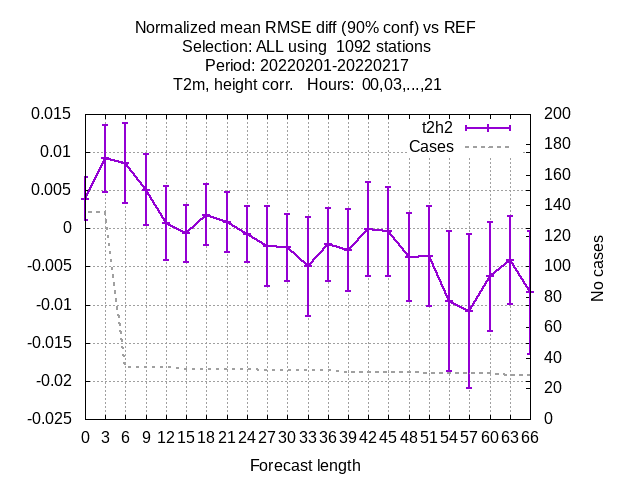 Normalized mean RMSE diff (90% conf) vs REF
Selection: ALL using  1092 stations
Period: 20220201-20220217
T2m, height corr.   Hours:  00,03,...,21
0.015
0.01
0.005
0
-0.005
-0.01
-0.015
-0.02
-0.025
t2h2
Cases
200
180
160
140
120
100
80
60
40
20
0
No cases
0 3 6 9 12 15 18 21 24 27 30 33 36 39 42 45 48 51 54 57 60 63 66
Forecast length